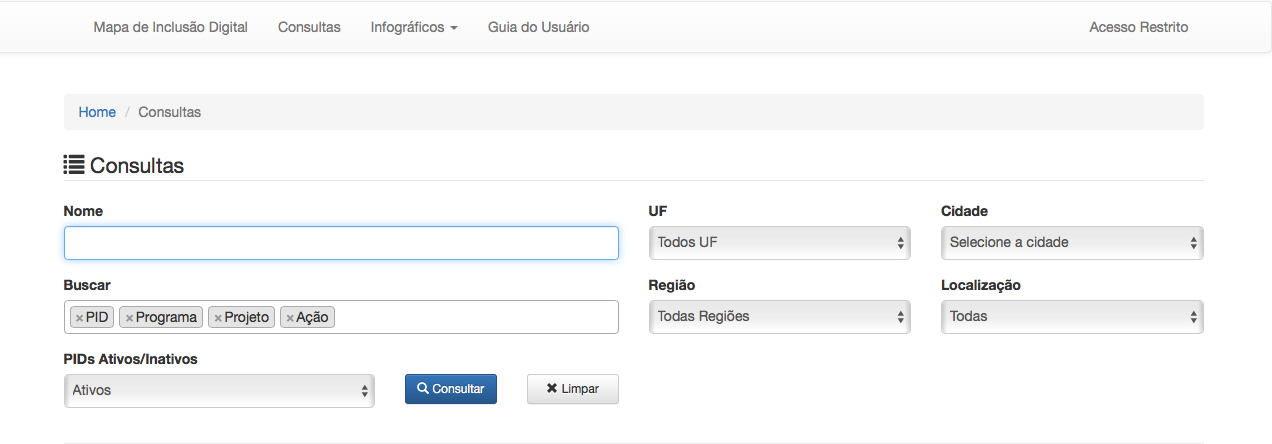 Mapa de Inclusão Digital Consultas Infográficos Guia do Usuário Acesso Restrito
Home / Consultas
Consultas
Nome UF Cidade
Todos UF Selecione a cidade
Buscar Região Localização
×PID ×Programa ×Projeto ×Ação Todas Regiões Todas
PIDs Ativos/Inativos
Ativos Consultar Limpar